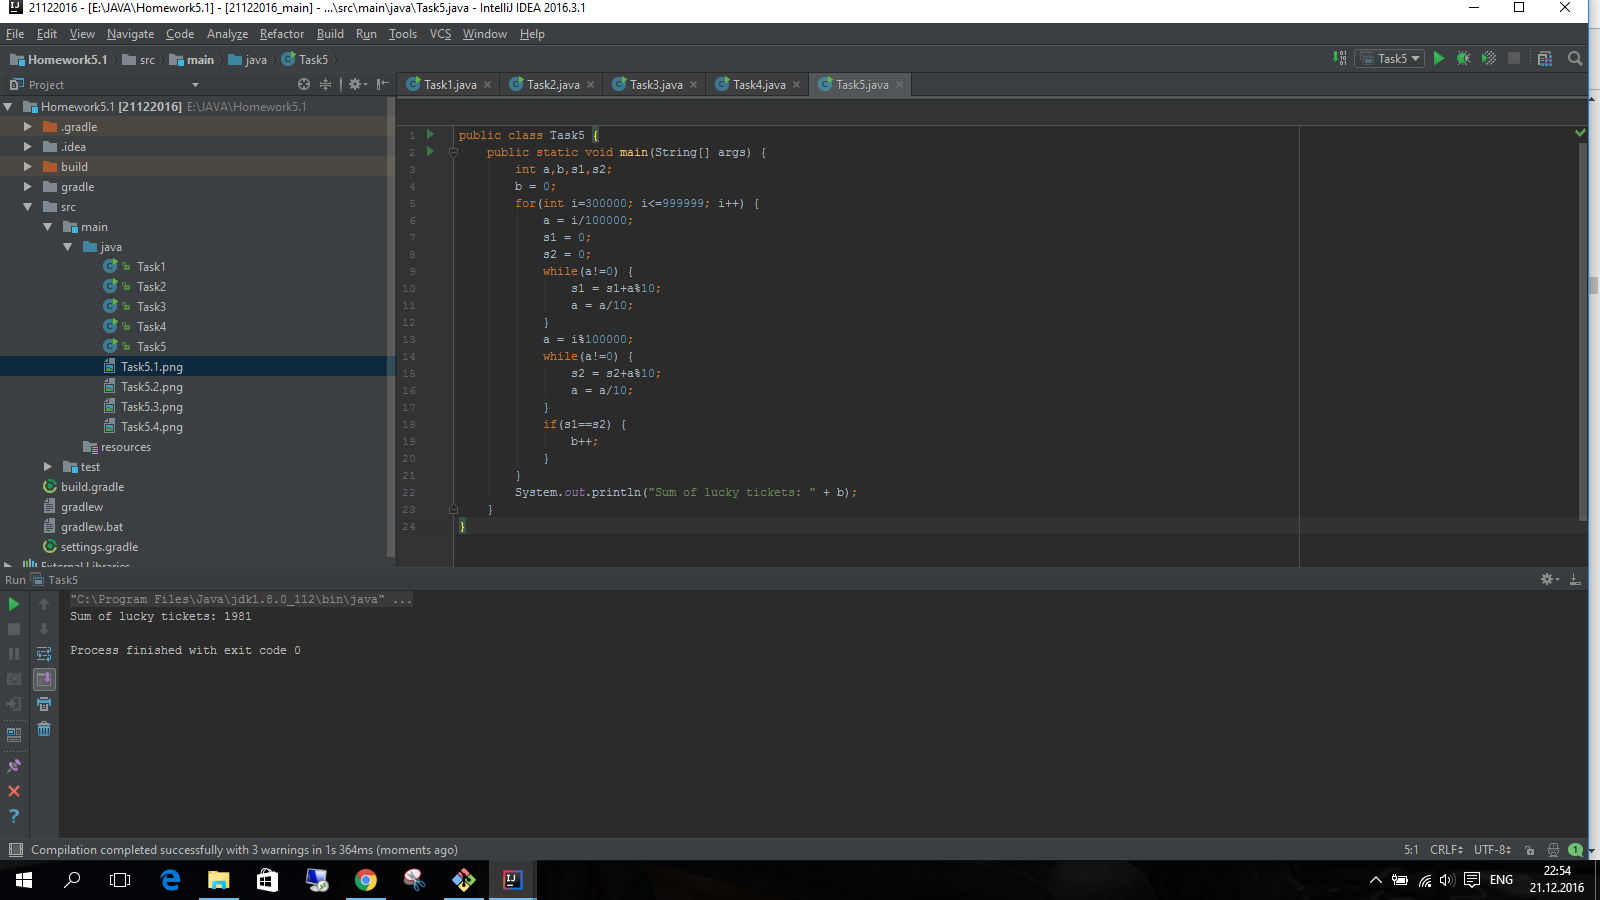 21122016 - [E:\JAVA\Homework5.1] - [21122016_main] - ...\src\main\java\Task5.java - IntelliJ IDEA 2016.3.1
File Edit View Navigate Code Analyze Refactor Build Run Tools VCS Window Help
Homework5.1 src main java Task5
Task5
Project
Task1.java Task2.java Task3.java Task4.java Task5.java
Homework5.1 [21122016] E:\JAVA\Homework5.1
.gradle
.idea
build
gradle
src
main
java
Task1
Task2
Task3
Task4
Task5
Task5.1.png
Task5.2.png
Task5.3.png
Task5.4.png
resources
test
build.gradle
gradlew
gradlew.bat
settings.gradle
External Libraries
1 public class Task5 {
2 public static void main(String[] args) {
3 int a,b,s1,s2;
4 b = 0;
5 for(int i=300000; i<=999999; i++) {
6 a = i/100000;
7 s1 = 0;
8 s2 = 0;
9 while(a!=0) {
10 s1 = s1+a%10;
11 a = a/10;
12 }
13 a = i%100000;
14 while(a!=0) {
15 s2 = s2+a%10;
16 a = a/10;
17 }
18 if(s1==s2) {
19 b++;
20 }
21 }
22 System.out.println("Sum of lucky tickets: " + b);
23 }
24 }
Run Task5
"C:\Program Files\Java\jdk1.8.0_112\bin\java" ...
Sum of lucky tickets: 1981
Process finished with exit code 0
Compilation completed successfully with 3 warnings in 1s 364ms (moments ago)
5:1 CRLF UTF-8 1
ENG
22:54
21.12.2016